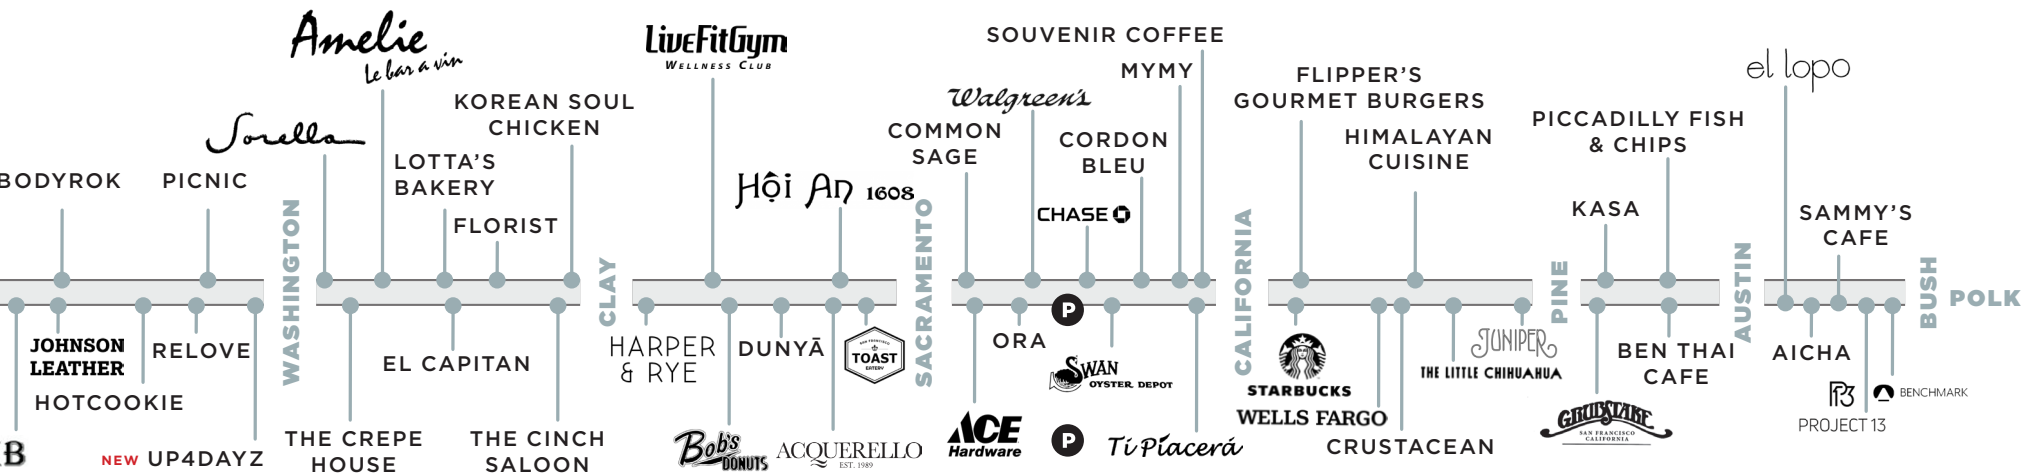 BODYROK
PICNIC
Sorella
Amelie
Le bar a vin
LOTTA'S
BAKERY
FLORIST
KOREAN SOUL
CHICKEN
LiveFitGym
WELLNESS CLUB
Hội An 1608
COMMON
SAGE
Walgreen's
CHASE
CORDON
BLEU
MYMY
SOUVENIR COFFEE
FLIPPER'S
GOURMET BURGERS
HIMALAYAN
CUISINE
KASA
PICCADILLY FISH
& CHIPS
el lopo
SAMMY'S
CAFE
WASHINGTON
CLAY
SACRAMENTO
CALIFORNIA
PINE
AUSTIN
BUSH
POLK
B
JOHNSON
LEATHER
HOTCOOKIE
RELOVE
NEW UP4DAYZ
THE CREPE
HOUSE
EL CAPITAN
THE CINCH
SALOON
HARPER
& RYE
Bob's
DONUTS
DUNYĀ
ACQUERELLO
EST. 1989
SAN FRANCISCO
TOAST
EATERY
ACE
Hardware
ORA
P
SWAN
OYSTER DEPOT
P
Ti Piacerá
STARBUCKS
WELLS FARGO
CRUSTACEAN
THE LITTLE CHIHUAHUA
JUNIPER
GRUBSTAKE
SAN FRANCISCO
CALIFORNIA
BEN THAI
CAFE
AICHA
P13
PROJECT 13
BENCHMARK